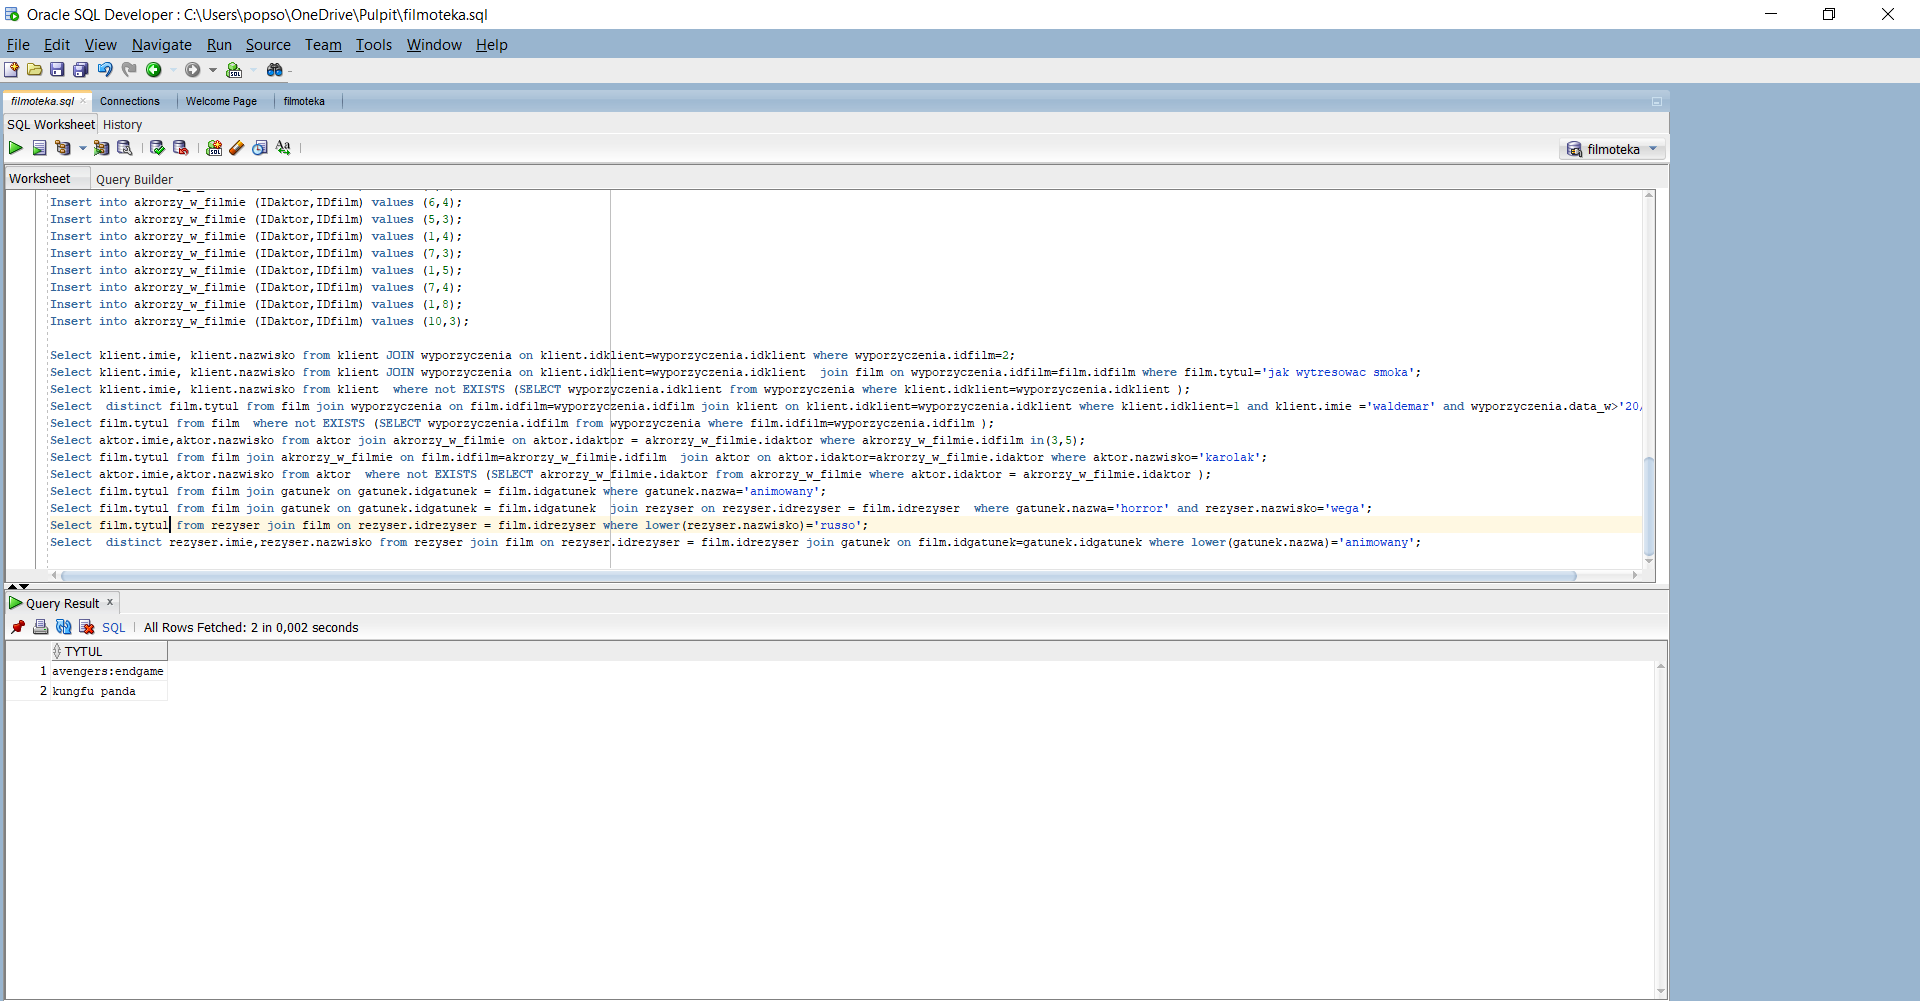 Oracle SQL Developer : C:\Users\popso\OneDrive\Pulpit\filmoteka.sql
File Edit View Navigate Run Source Team Tools Window Help
filmoteka.sql Connections Welcome Page filmoteka
SQL Worksheet History
filmoteka
Worksheet Query Builder
Insert into akrorzy_w_filmie (IDaktor,IDfilm) values (6,4);
Insert into akrorzy_w_filmie (IDaktor,IDfilm) values (5,3);
Insert into akrorzy_w_filmie (IDaktor,IDfilm) values (1,4);
Insert into akrorzy_w_filmie (IDaktor,IDfilm) values (7,3);
Insert into akrorzy_w_filmie (IDaktor,IDfilm) values (1,5);
Insert into akrorzy_w_filmie (IDaktor,IDfilm) values (7,4);
Insert into akrorzy_w_filmie (IDaktor,IDfilm) values (1,8);
Insert into akrorzy_w_filmie (IDaktor,IDfilm) values (10,3);
Select klient.imie, klient.nazwisko from klient JOIN wyporzyczenia on klient.idklient=wyporzyczenia.idklient where wyporzyczenia.idfilm=2;
Select klient.imie, klient.nazwisko from klient JOIN wyporzyczenia on klient.idklient=wyporzyczenia.idklient  join film on wyporzyczenia.idfilm=film.idfilm where film.tytul='jak wytresowac smoka';
Select klient.imie, klient.nazwisko from klient  where not EXISTS (SELECT wyporzyczenia.idklient from wyporzyczenia where klient.idklient=wyporzyczenia.idklient );
Select  distinct film.tytul from film join wyporzyczenia on film.idfilm=wyporzyczenia.idfilm join klient on klient.idklient=wyporzyczenia.idklient where klient.idklient=1 and klient.imie ='waldemar' and wyporzyczenia.data_w>'20/
Select film.tytul from film  where not EXISTS (SELECT wyporzyczenia.idfilm from wyporzyczenia where film.idfilm=wyporzyczenia.idfilm );
Select aktor.imie,aktor.nazwisko from aktor join akrorzy_w_filmie on aktor.idaktor = akrorzy_w_filmie.idaktor where akrorzy_w_filmie.idfilm in(3,5);
Select film.tytul from film join akrorzy_w_filmie on film.idfilm=akrorzy_w_filmie.idfilm  join aktor on aktor.idaktor=akrorzy_w_filmie.idaktor where aktor.nazwisko='karolak';
Select aktor.imie,aktor.nazwisko from aktor  where not EXISTS (SELECT akrorzy_w_filmie.idaktor from akrorzy_w_filmie where aktor.idaktor = akrorzy_w_filmie.idaktor );
Select film.tytul from film join gatunek on gatunek.idgatunek = film.idgatunek where gatunek.nazwa='animowany';
Select film.tytul from film join gatunek on gatunek.idgatunek = film.idgatunek  join rezyser on rezyser.idrezyser = film.idrezyser  where gatunek.nazwa='horror' and rezyser.nazwisko='wega';
Select film.tytul from rezyser join film on rezyser.idrezyser = film.idrezyser where lower(rezyser.nazwisko)='russo';
Select  distinct rezyser.imie,rezyser.nazwisko from rezyser join film on rezyser.idrezyser = film.idrezyser join gatunek on film.idgatunek=gatunek.idgatunek where lower(gatunek.nazwa)='animowany';
Query Result
SQL All Rows Fetched: 2 in 0,002 seconds
TYTUL
1 avengers:endgame
2 kungfu panda